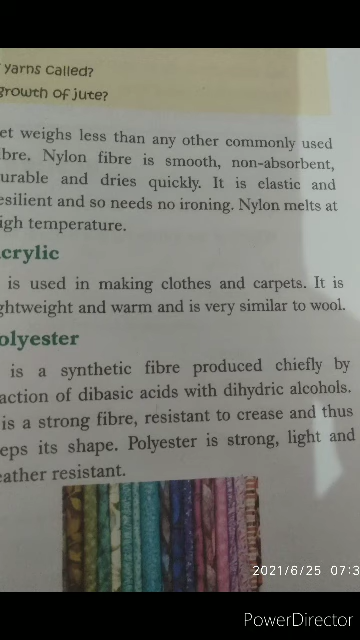 yarns called?
growth of jute?
et weighs less than any other commonly used
bre. Nylon fibre is smooth, non-absorbent,
urable and dries quickly. It is elastic and
esilient and so needs no ironing. Nylon melts at
igh temperature.
crylic
is used in making clothes and carpets. It is
ghtweight and warm and is very similar to wool.
olyester
is a synthetic fibre produced chiefly by
action of dibasic acids with dihydric alcohols.
is a strong fibre, resistant to crease and thus
eps its shape. Polyester is strong, light and
eather resistant.
2021/6/25 07:3
PowerDirector